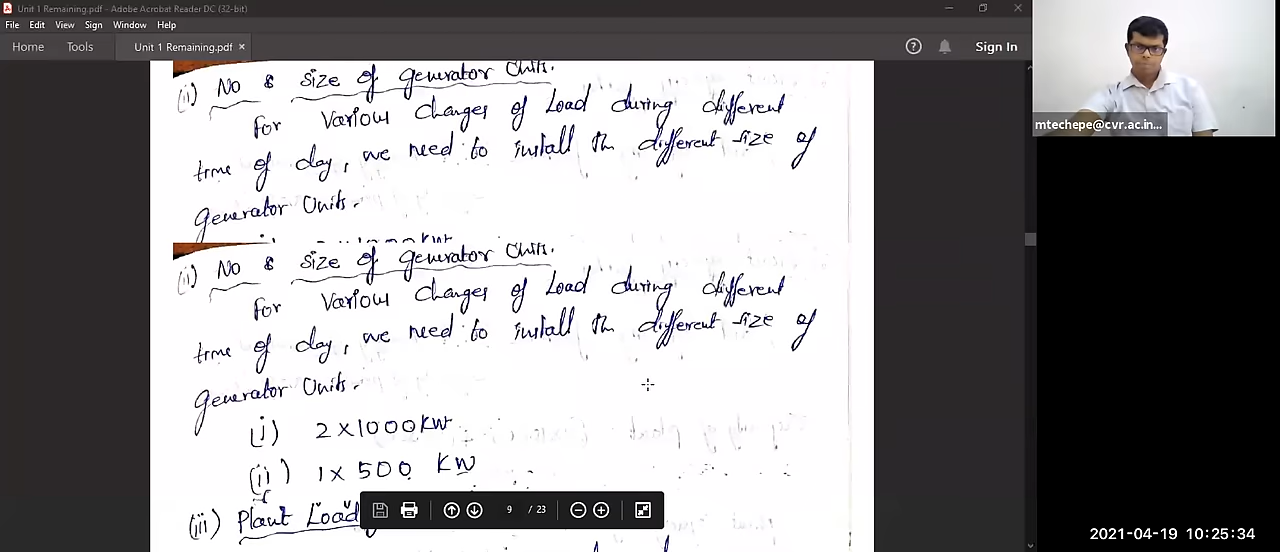 Unit 1 Remaining.pdf - Adobe Acrobat Reader DC (32-bit)
File Edit View Sign Window Help
Home Tools Unit 1 Remaining.pdf × Sign In
mtechepe@cvr.ac.in...
(ii) No & size of generator Units.
For Various Changes of Load during different
time of day, we need to install the different size of
generator Units.
(ii) No & size of generator Units.
For Various Changes of Load during different
time of day, we need to install the different size of
generator Units.
(i) 2 x 1000 KW
(ii) 1 x 500 KW
(iii) Plant Load
9 / 23
2021-04-19 10:25:34